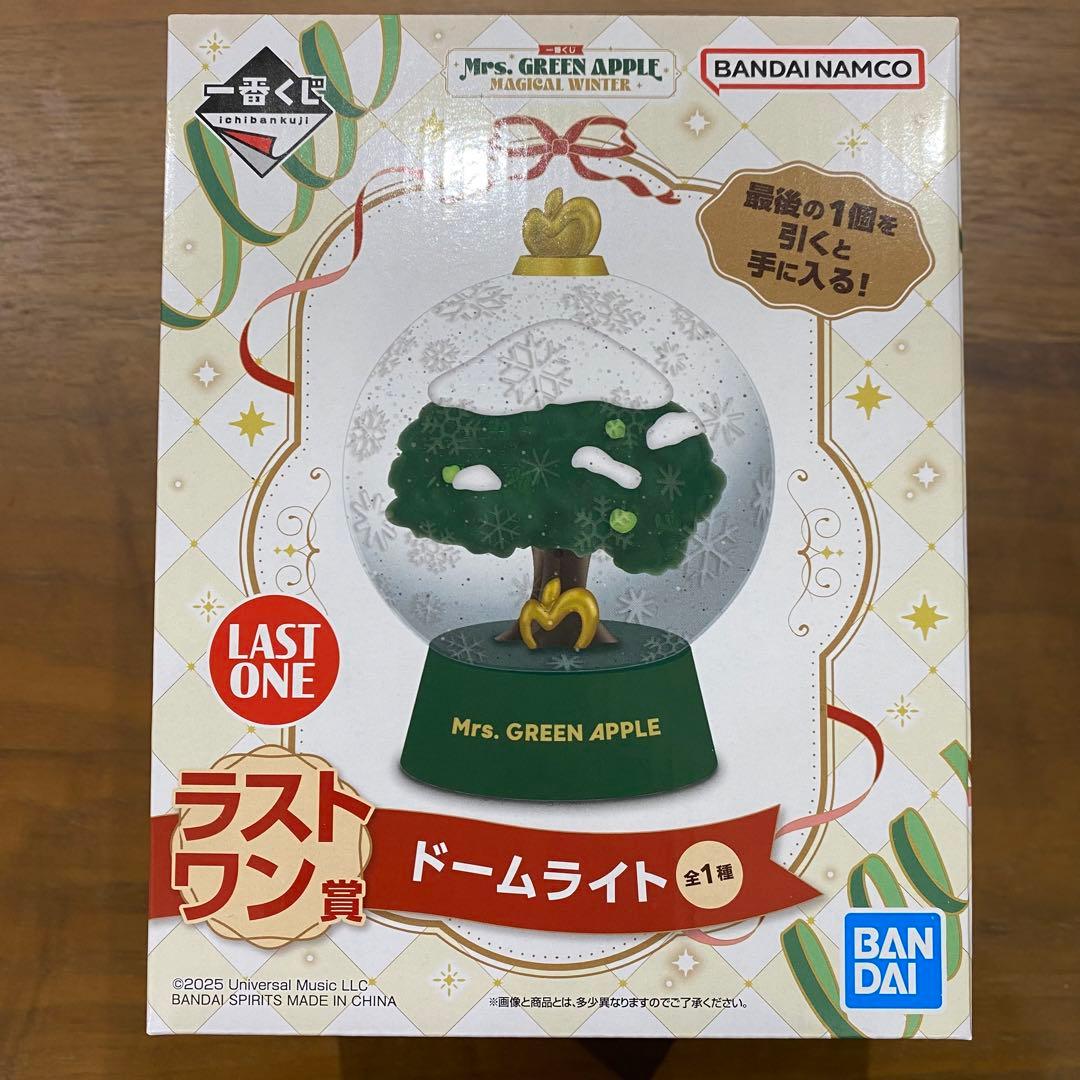 一番くじ
ichibankuji
一番くじ
Mrs. GREEN APPLE
MAGICAL WINTER
BANDAI NAMCO
最後の1個を
引くと
手に入る!
Mrs. GREEN APPLE
LAST
ONE
ラスト
ワン賞
ドームライト
全1種
©2025 Universal Music LLC
BANDAI SPIRITS MADE IN CHINA
※画像と商品とは、多少異なりますのでご了承ください。
BAN
DAI